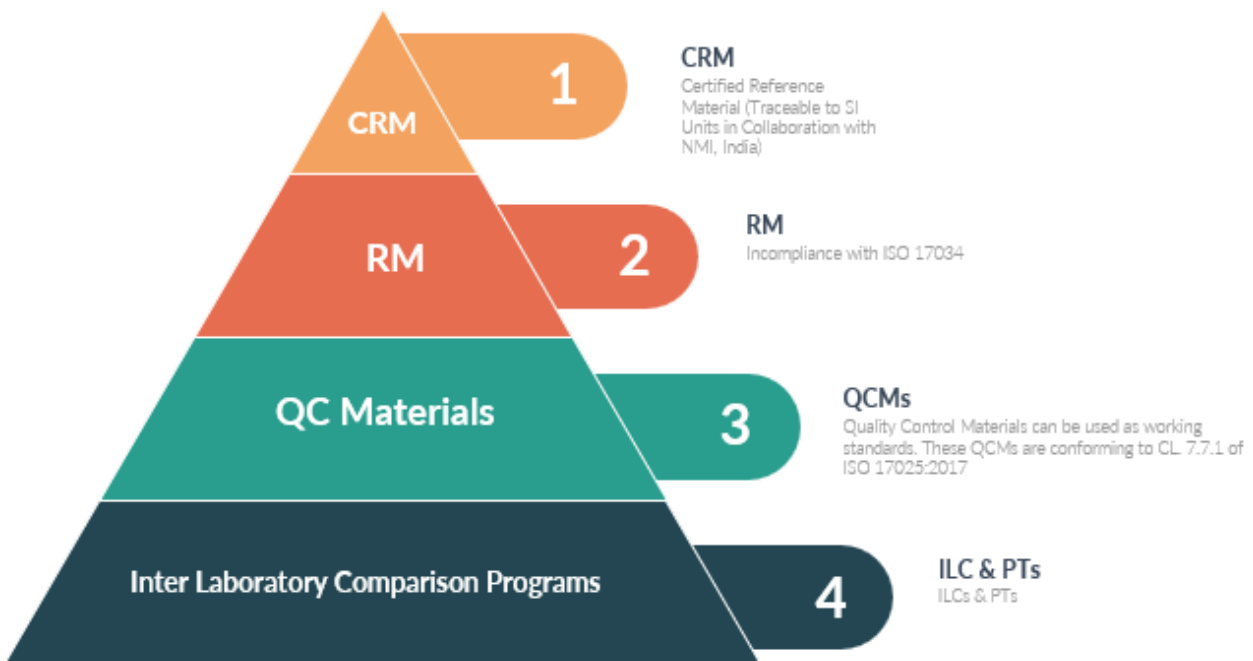 CRM
1
CRM
Certified Reference
Material (Traceable to SI
Units in Collaboration with
NMI, India)
RM
2
RM
Incompliance with ISO 17034
QC Materials
3
QCMs
Quality Control Materials can be used as working
standards. These QCMs are conforming to CL. 7.7.1 of
ISO 17025:2017
Inter Laboratory Comparison Programs
4
ILC & PTs
ILCs & PTs